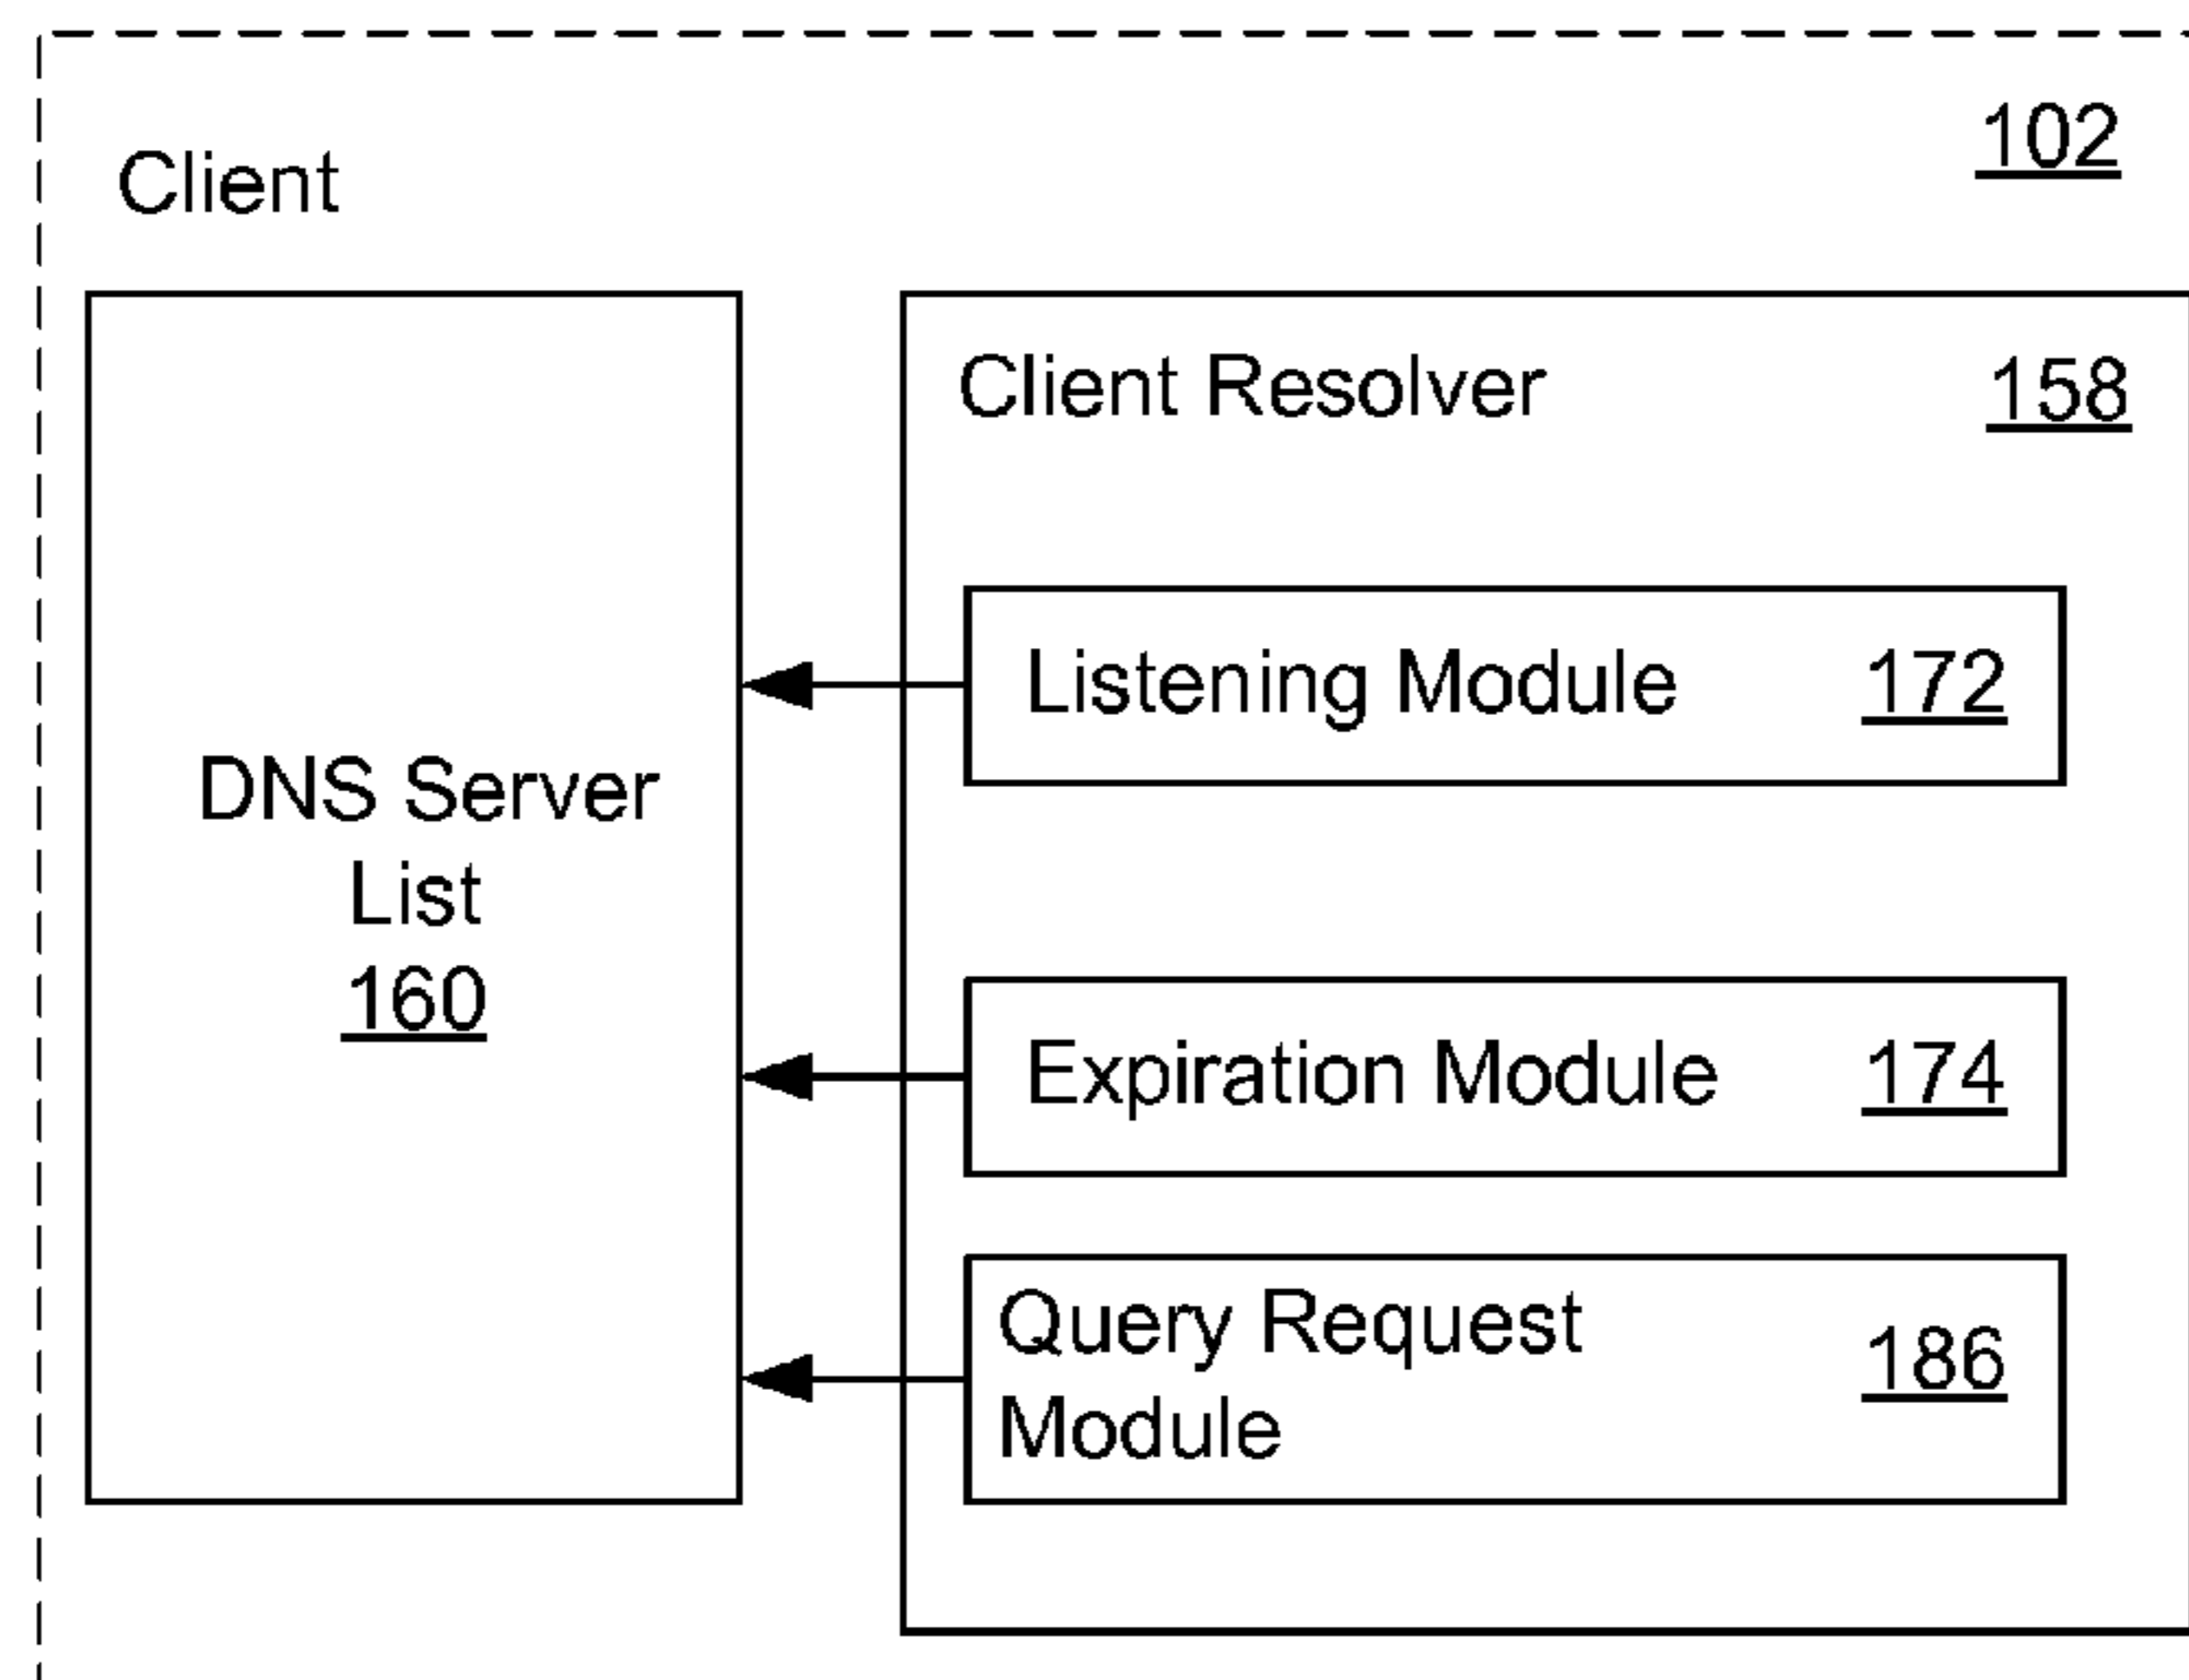 102
Client
Client Resolver 158
Listening Module 172
DNS Server
List
160
Expiration Module 174
Query Request
Module
186